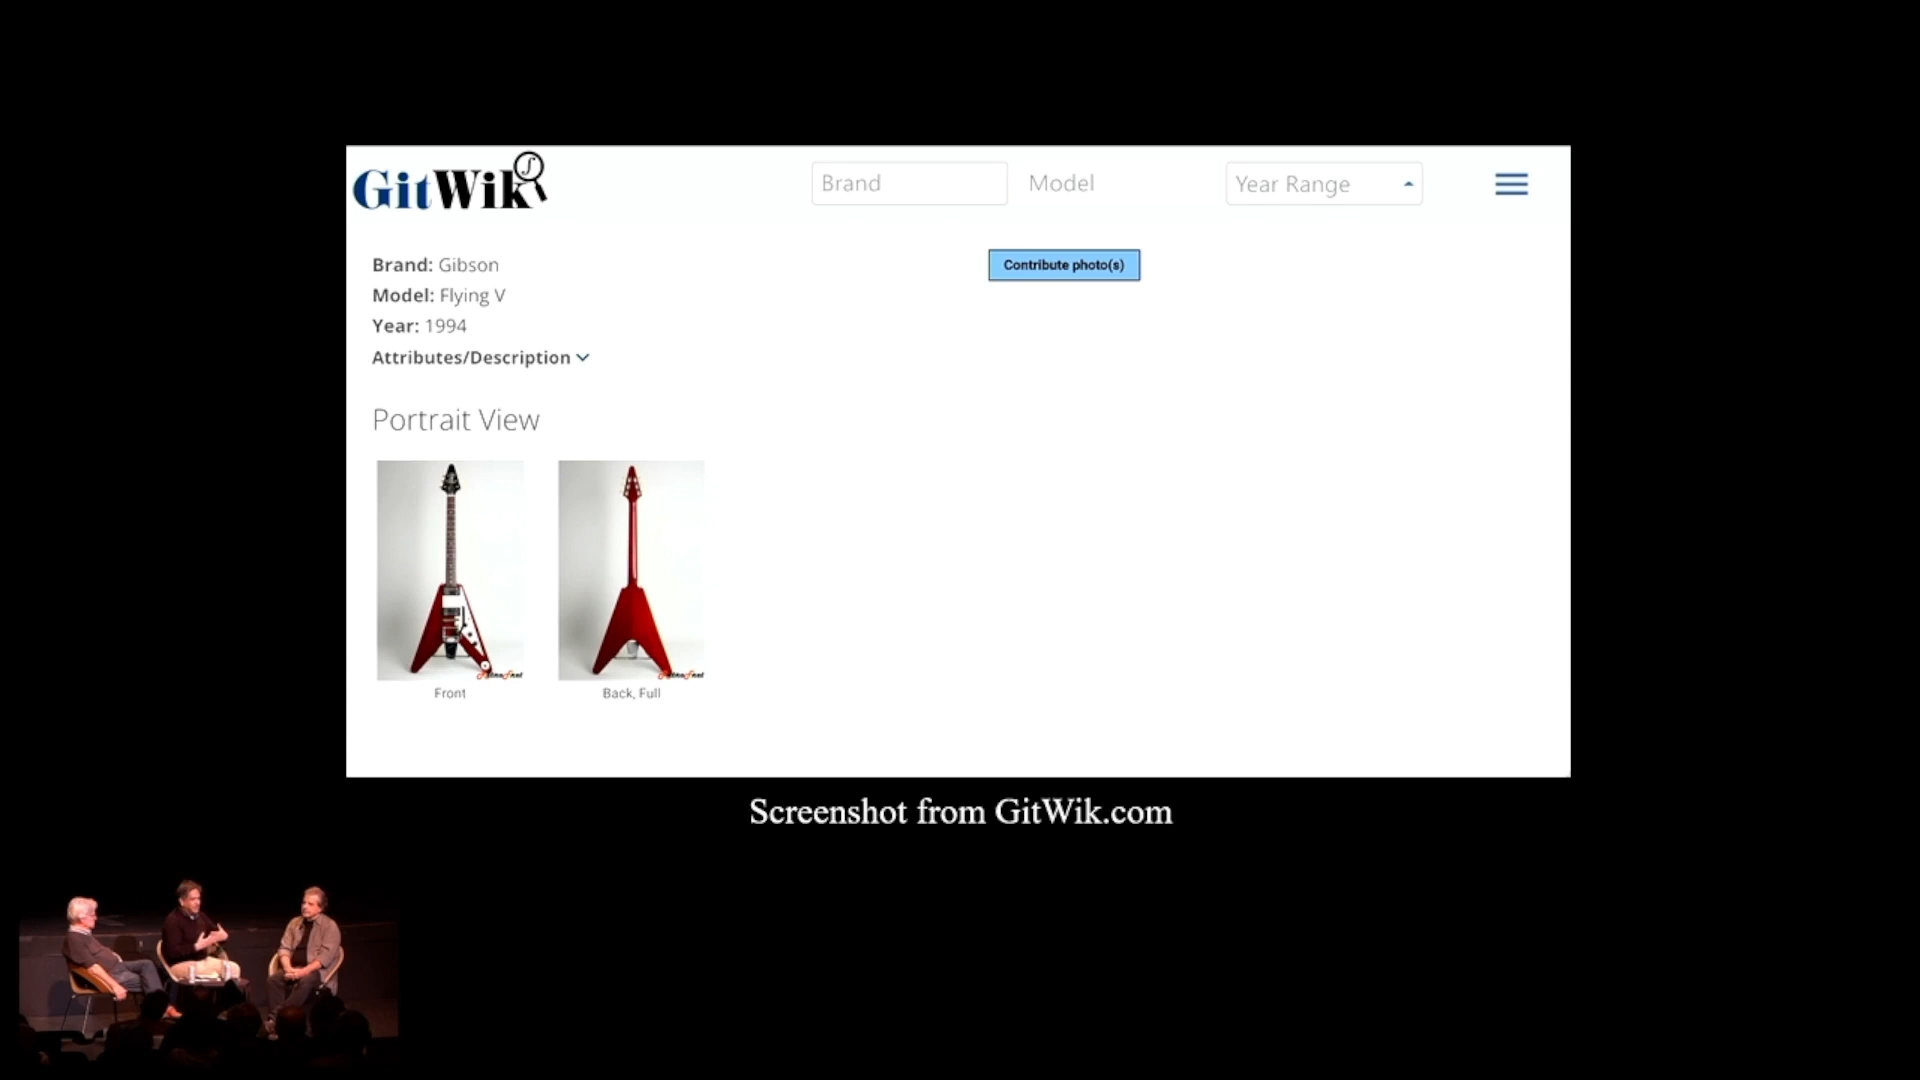 GitWik
Brand
Model
Year Range
Brand: Gibson
Contribute photo(s)
Model: Flying V
Year: 1994
Attributes/Description
Portrait View
Front
Back, Full
Screenshot from GitWik.com